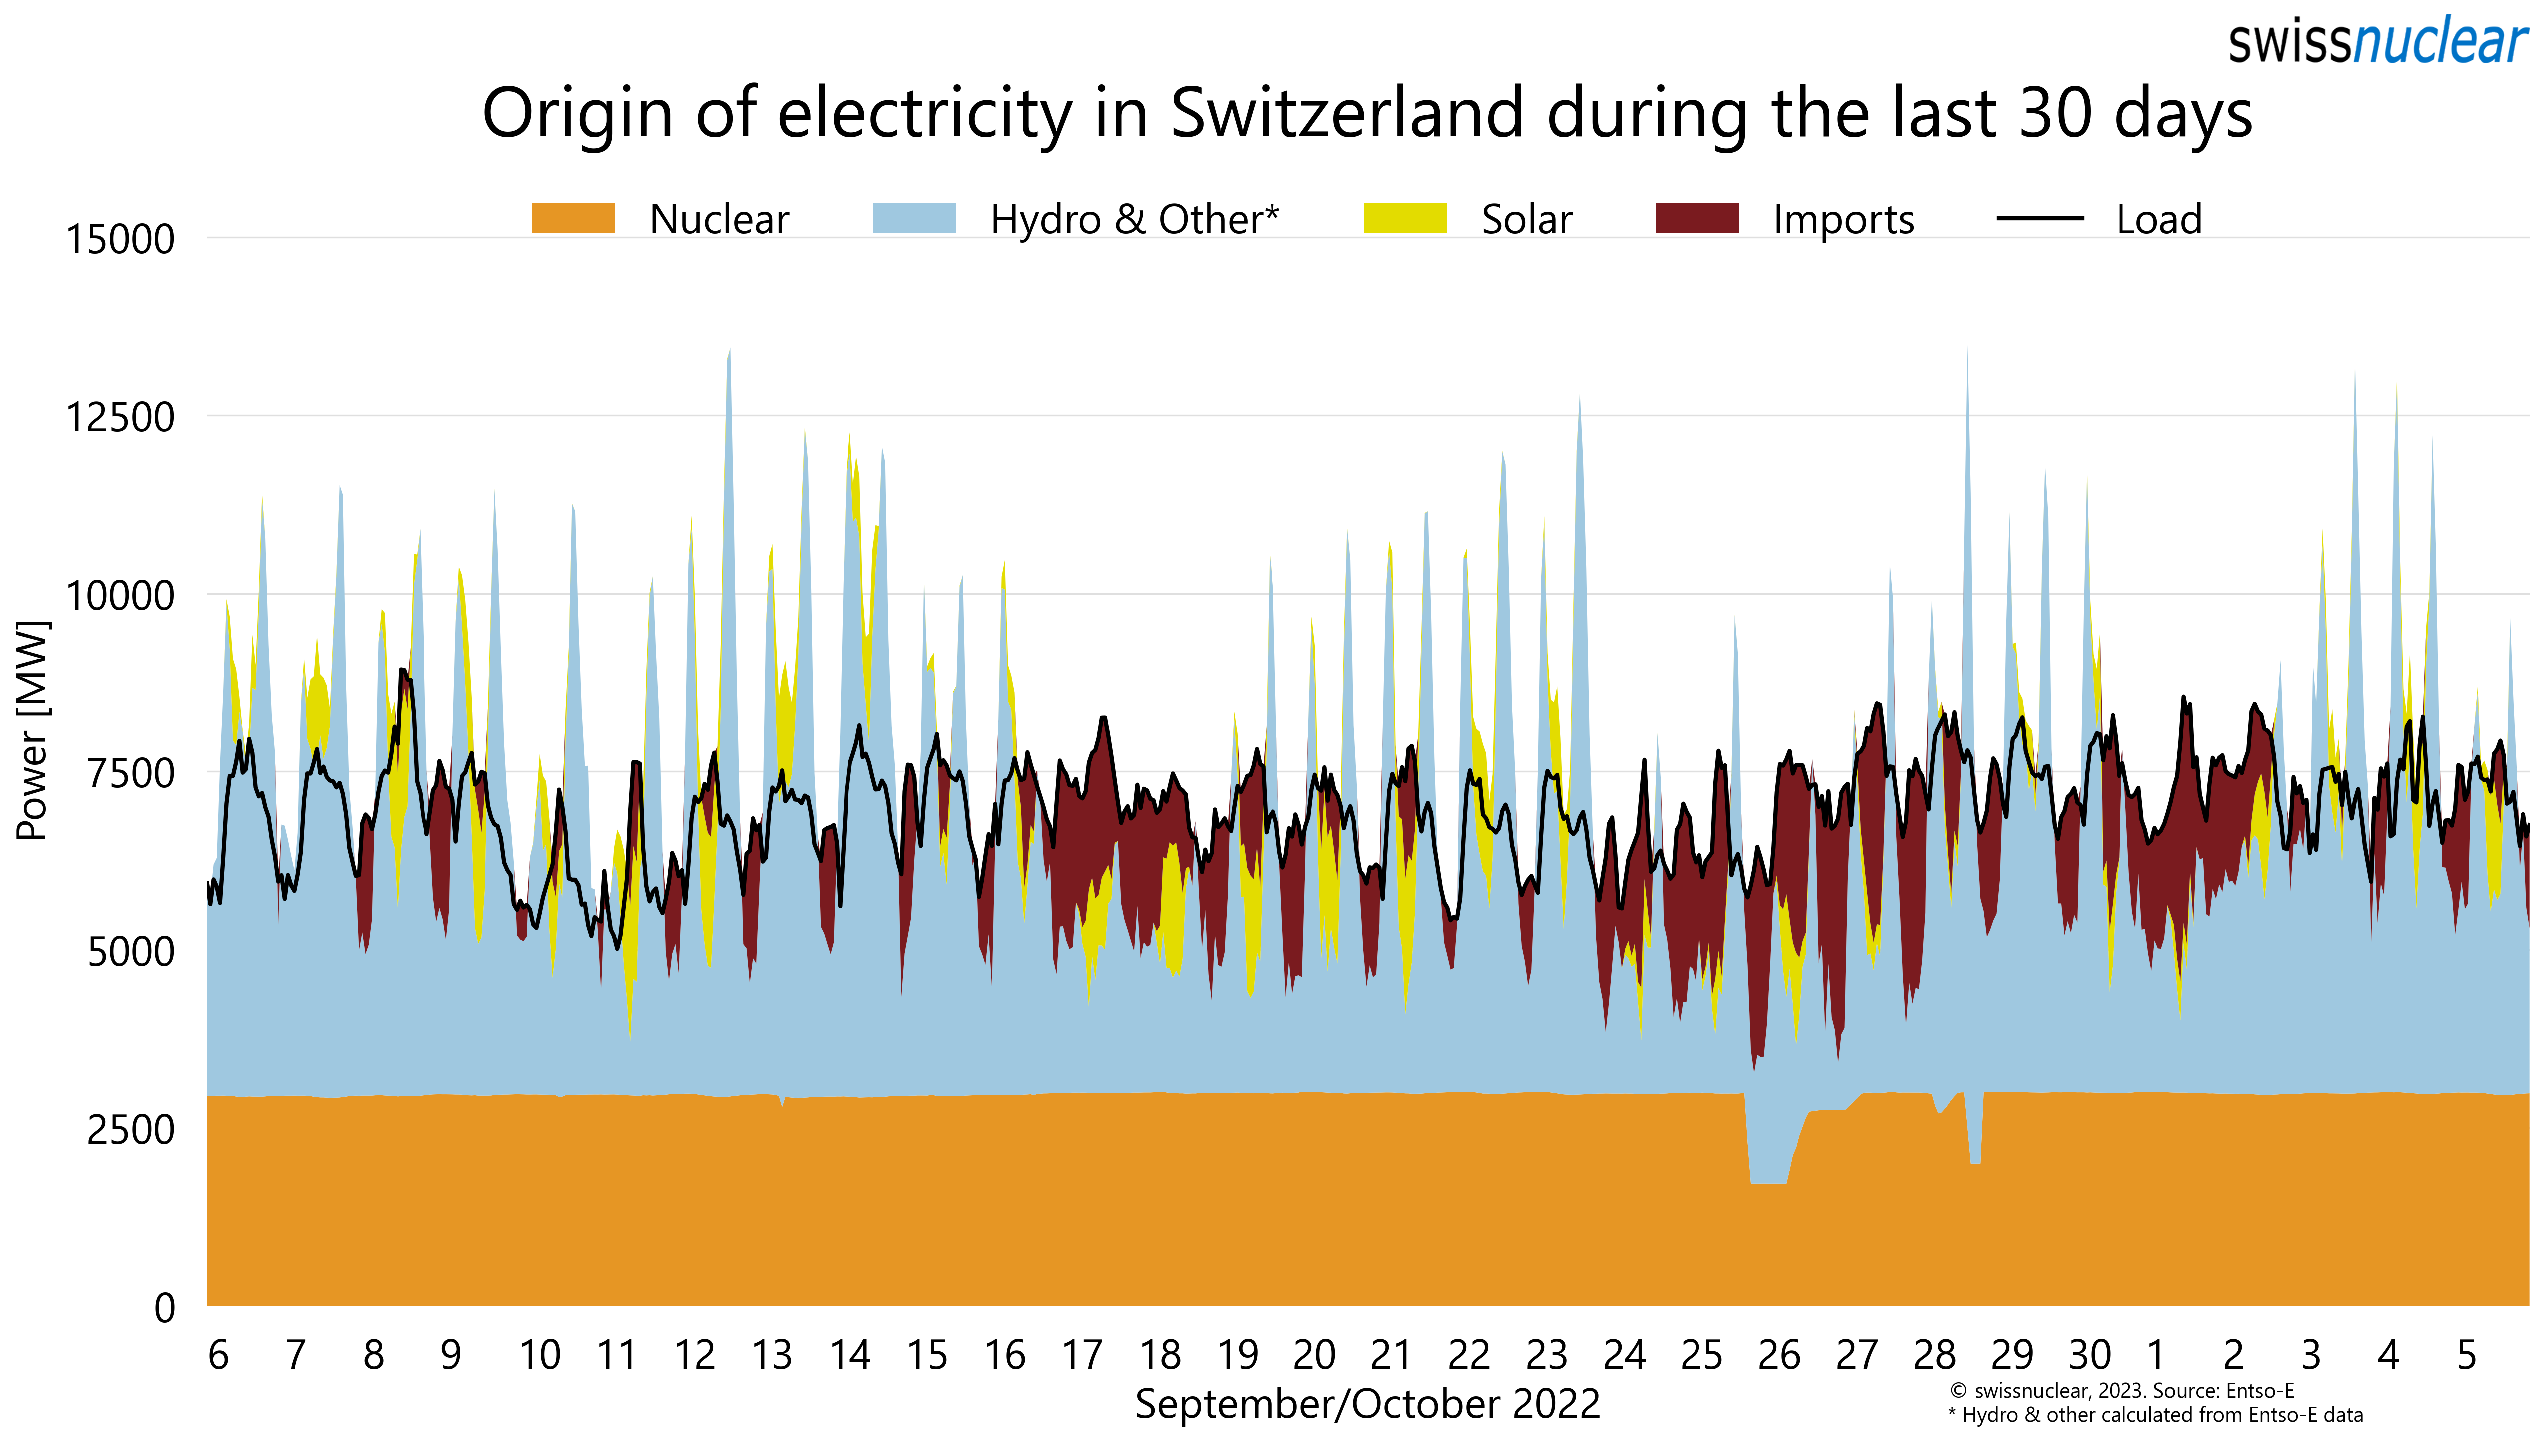 swissnuclear
Origin of electricity in Switzerland during the last 30 days
Nuclear Hydro & Other* Solar Imports Load
15000
12500
10000
7500
5000
2500
0
Power [MW]
6 7 8 9 10 11 12 13 14 15 16 17 18 19 20 21 22 23 24 25 26 27 28 29 30 1 2 3 4 5
September/October 2022
© swissnuclear, 2023. Source: Entso-E
* Hydro & other calculated from Entso-E data